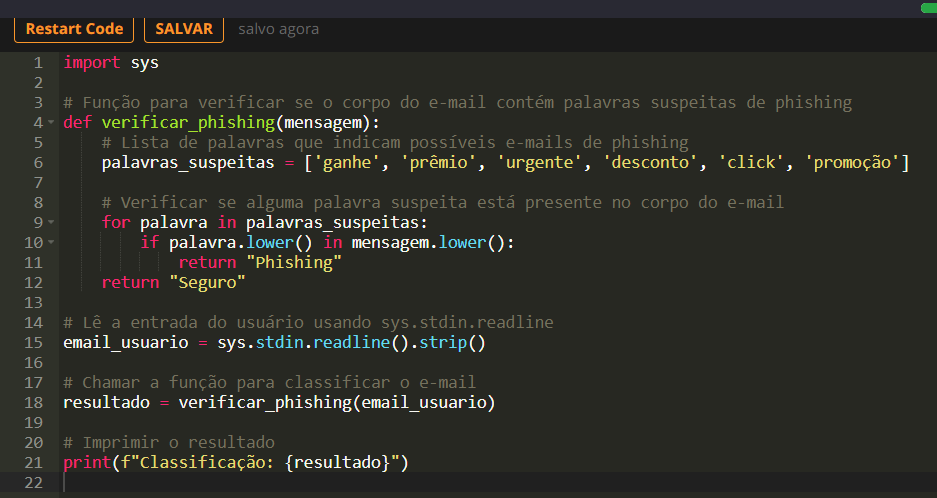 Restart Code SALVAR salvo agora
1 import sys
2
3 # Função para verificar se o corpo do e-mail contém palavras suspeitas de phishing
4 def verificar_phishing(mensagem):
5     # Lista de palavras que indicam possíveis e-mails de phishing
6     palavras_suspeitas = ['ganhe', 'prêmio', 'urgente', 'desconto', 'click', 'promoção']
7
8     # Verificar se alguma palavra suspeita está presente no corpo do e-mail
9     for palavra in palavras_suspeitas:
10         if palavra.lower() in mensagem.lower():
11             return "Phishing"
12     return "Seguro"
13
14 # Lê a entrada do usuário usando sys.stdin.readline
15 email_usuario = sys.stdin.readline().strip()
16
17 # Chamar a função para classificar o e-mail
18 resultado = verificar_phishing(email_usuario)
19
20 # Imprimir o resultado
21 print(f"Classificação: {resultado}")
22